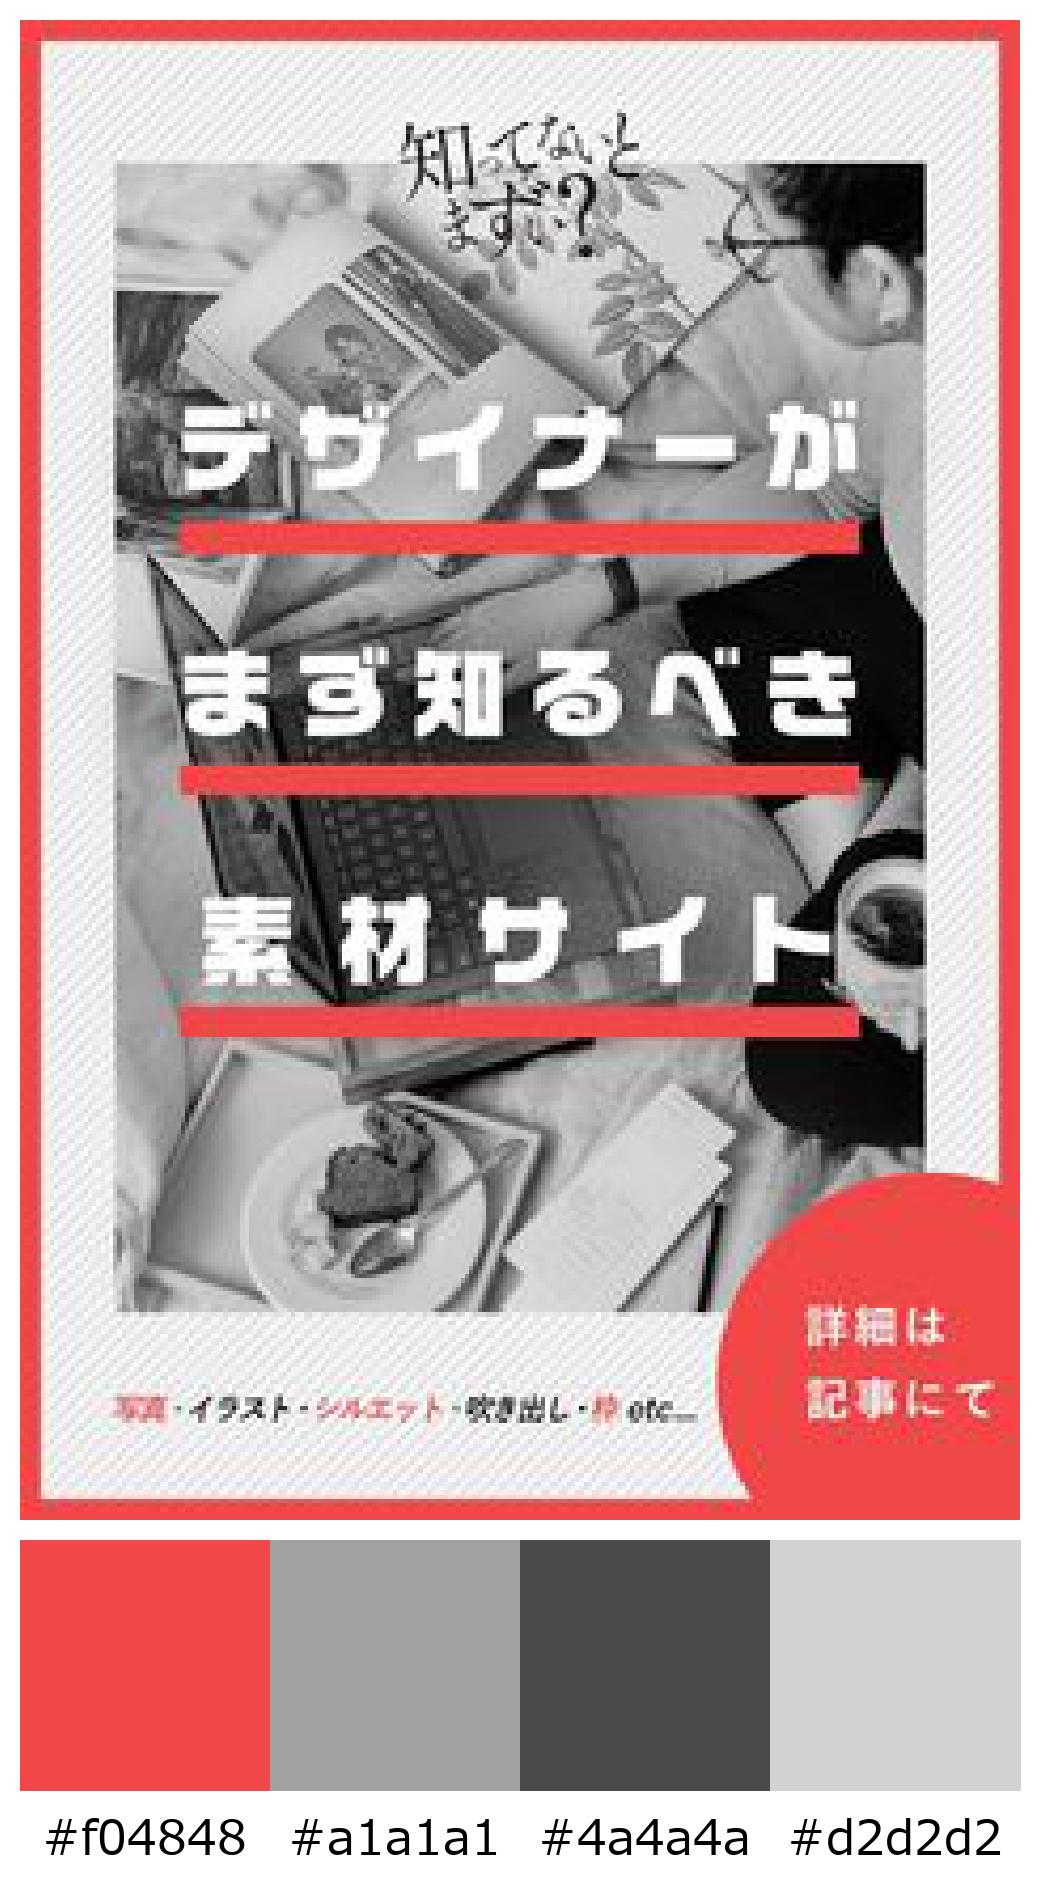 知ってないと
まずい?
デザイナーが
まず知るべき
素材サイト
詳細は
記事にて
写真・イラスト・シルエット・吹き出し・枠 etc...
#f04848 #a1a1a1 #4a4a4a #d2d2d2